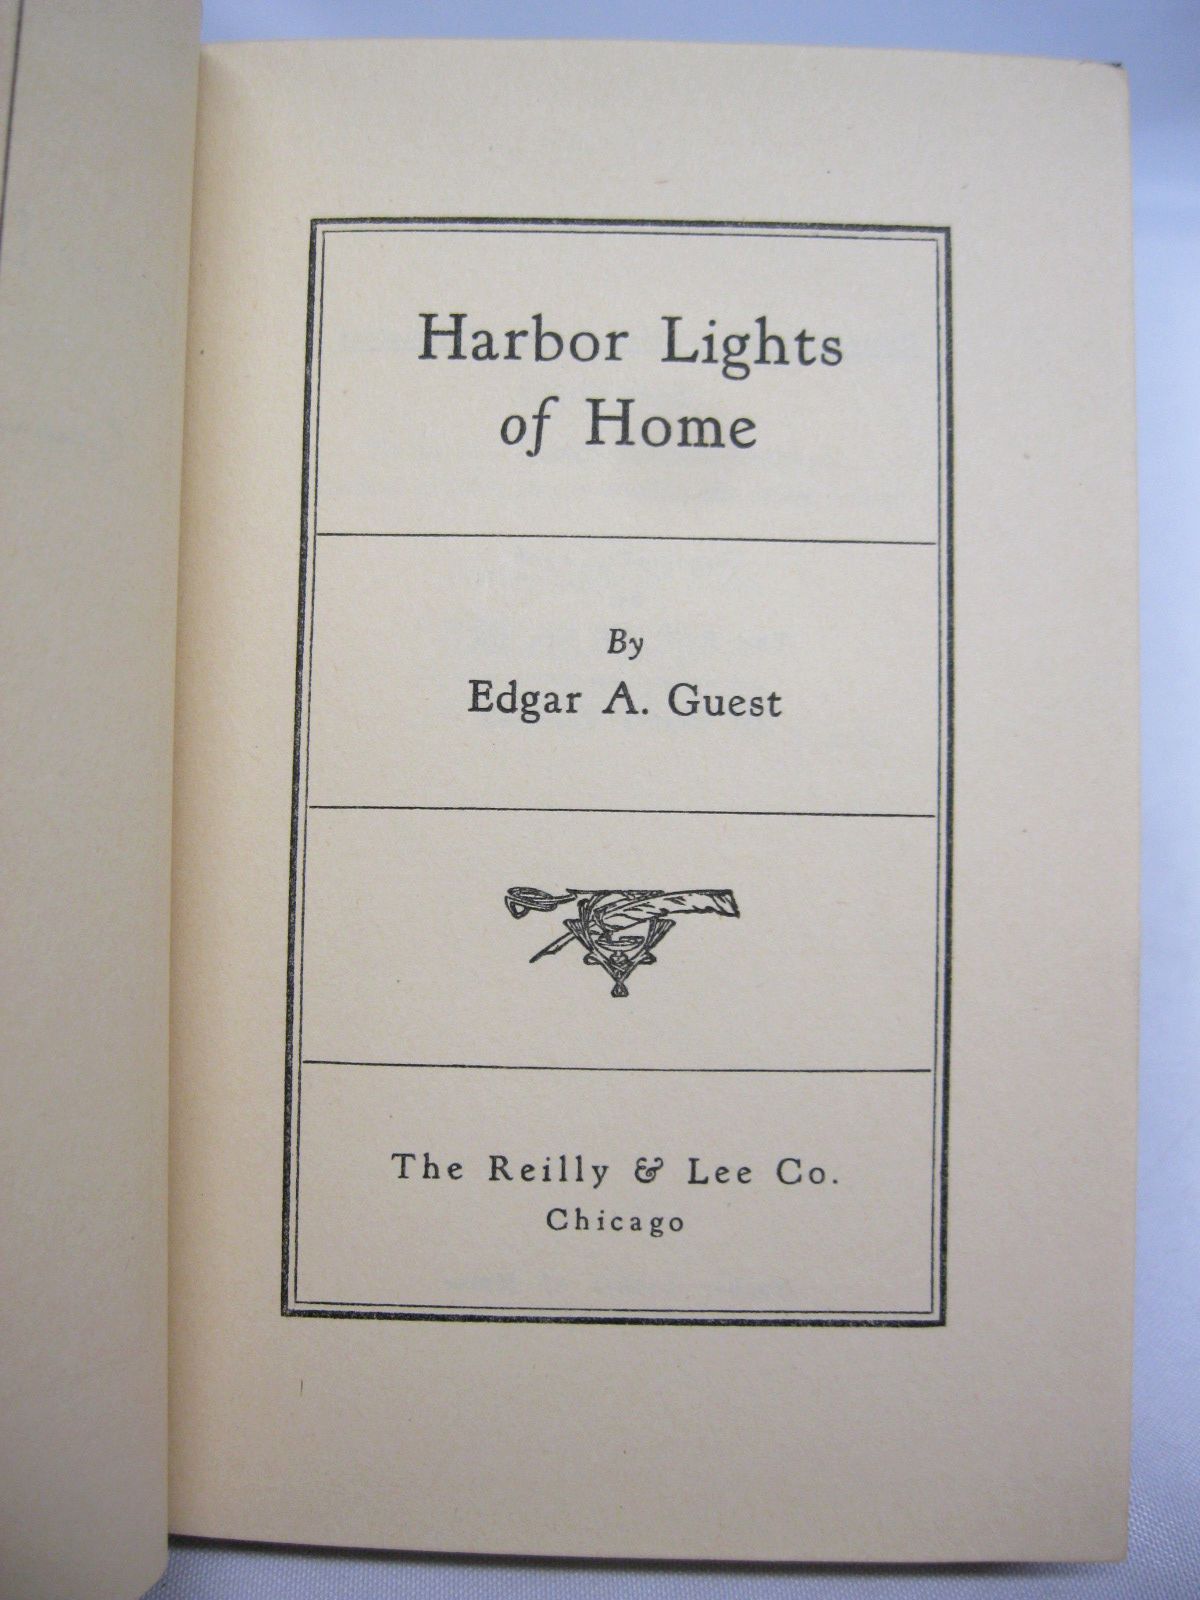 Harbor Lights
of Home
By
Edgar A. Guest
The Reilly & Lee Co.
Chicago